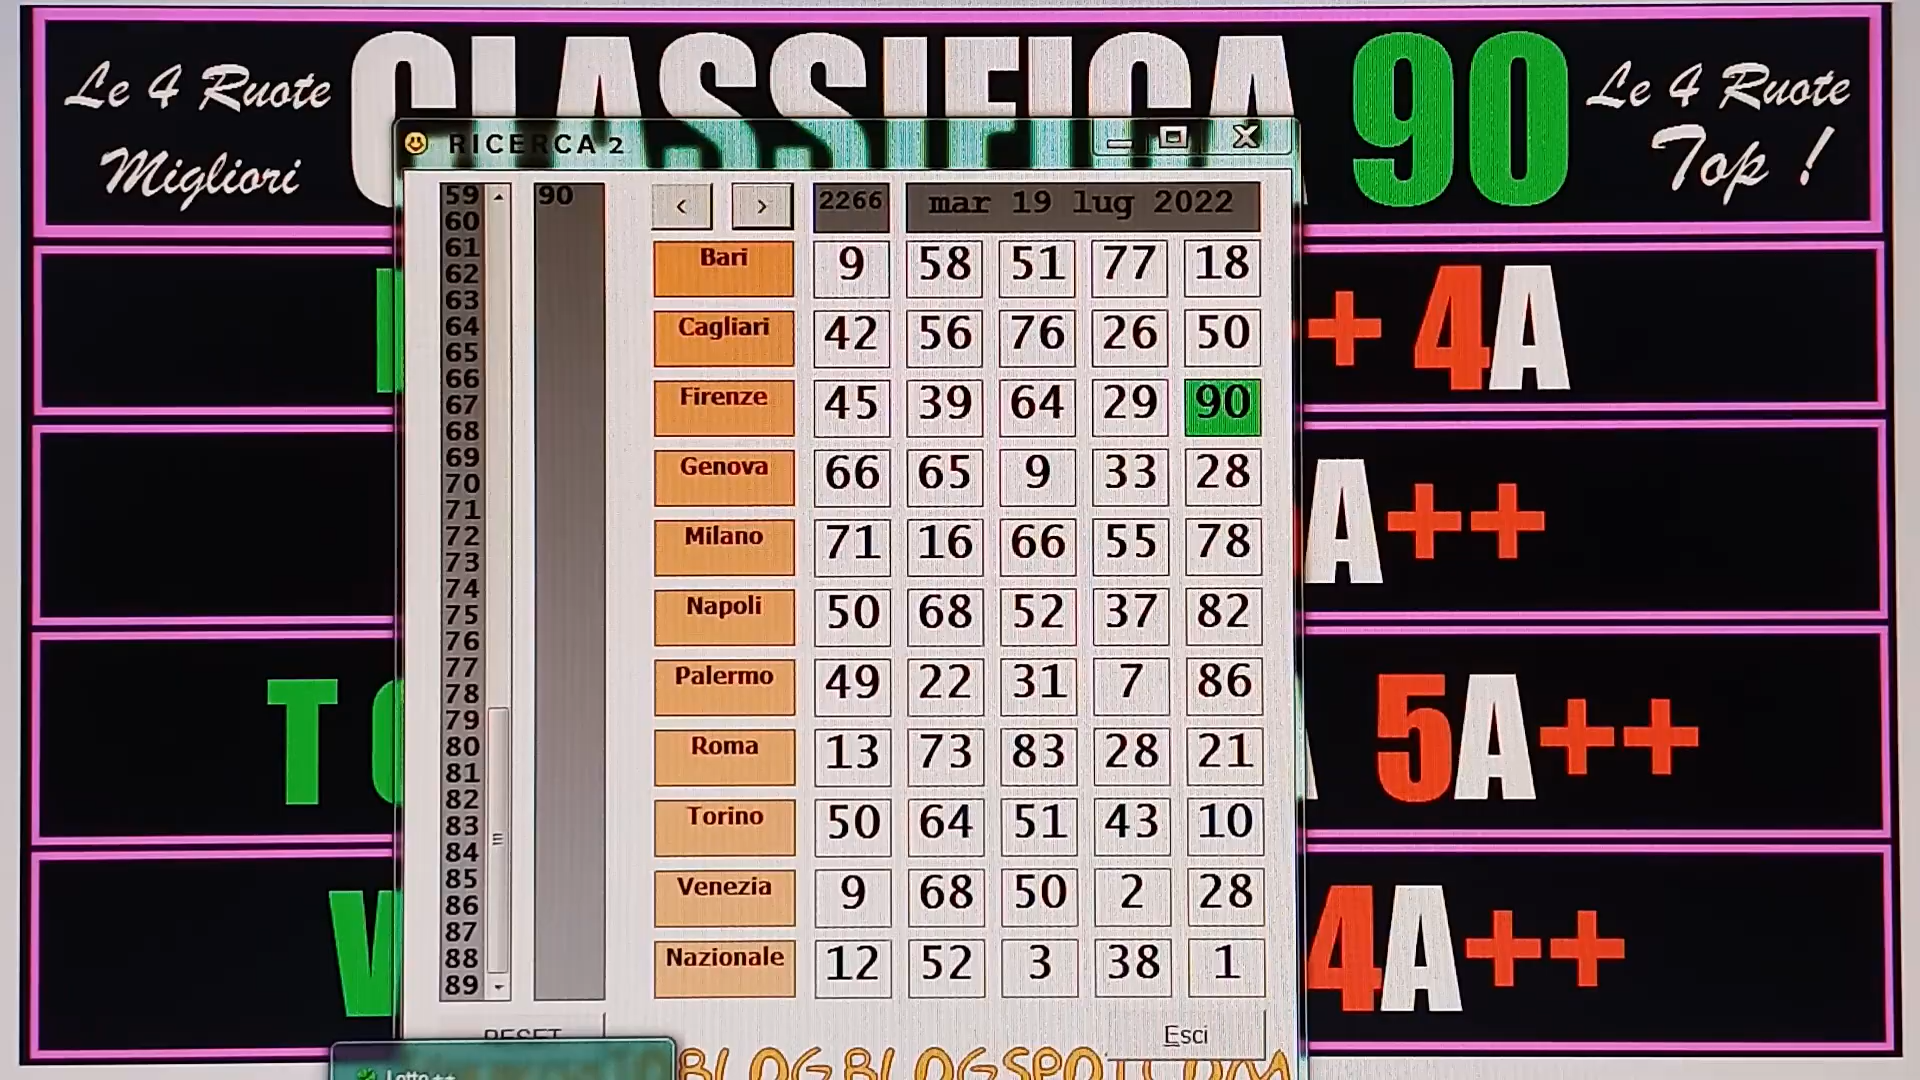 Le 4 Ruote Migliori
CLASSIFICA 90
Le 4 Ruote Top !
RICERCA 2
59
60
61
62
63
64
65
66
67
68
69
70
71
72
73
74
75
76
77
78
79
80
81
82
83
84
85
86
87
88
89
90
< > 2266 mar 19 lug 2022
Bari 9 58 51 77 18
Cagliari 42 56 76 26 50
Firenze 45 39 64 29 90
Genova 66 65 9 33 28
Milano 71 16 66 55 78
Napoli 50 68 52 37 82
Palermo 49 22 31 7 86
Roma 13 73 83 28 21
Torino 50 64 51 43 10
Venezia 9 68 50 2 28
Nazionale 12 52 3 38 1
+ 4A
A++
T
5A++
4A++
RESET
Esci
Lotto++
BLOG.BLOGSPOT.COM